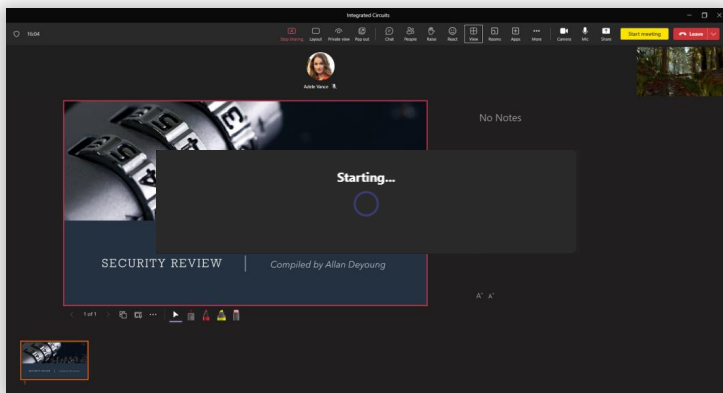 Integrated Circuits
15:04
Stop sharing Layout Private view Pop out Chat People Raise React View Rooms Apps More Camera Mic Share Start meeting Leave
Adele Vance
No Notes
Starting...
SECURITY REVIEW
Compiled by Allan Deyoung
1 of 1
A˄ A˅